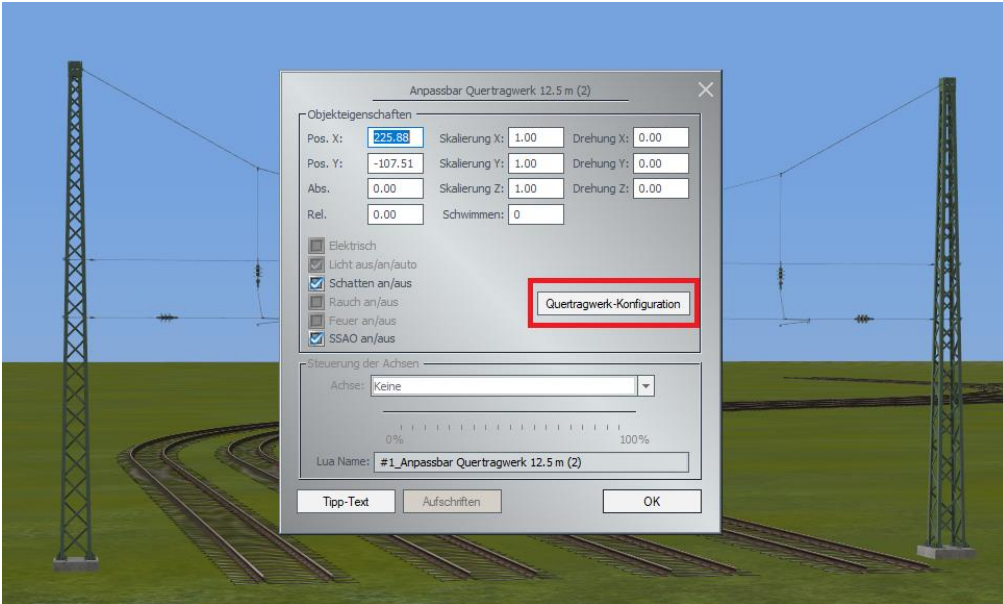 Anpassbar Quertragwerk 12.5 m (2)
Objekteigenschaften
Pos. X: 225.88 Skalierung X: 1.00 Drehung X: 0.00
Pos. Y: -107.51 Skalierung Y: 1.00 Drehung Y: 0.00
Abs. 0.00 Skalierung Z: 1.00 Drehung Z: 0.00
Rel. 0.00 Schwimmen: 0
Elektrisch
Licht aus/an/auto
Schatten an/aus
Rauch an/aus
Quertragwerk-Konfiguration
Feuer an/aus
SSAO an/aus
Steuerung der Achsen
Achse: Keine
0% 100%
Lua Name: #1_Anpassbar Quertragwerk 12.5 m (2)
Tipp-Text Aufschriften OK